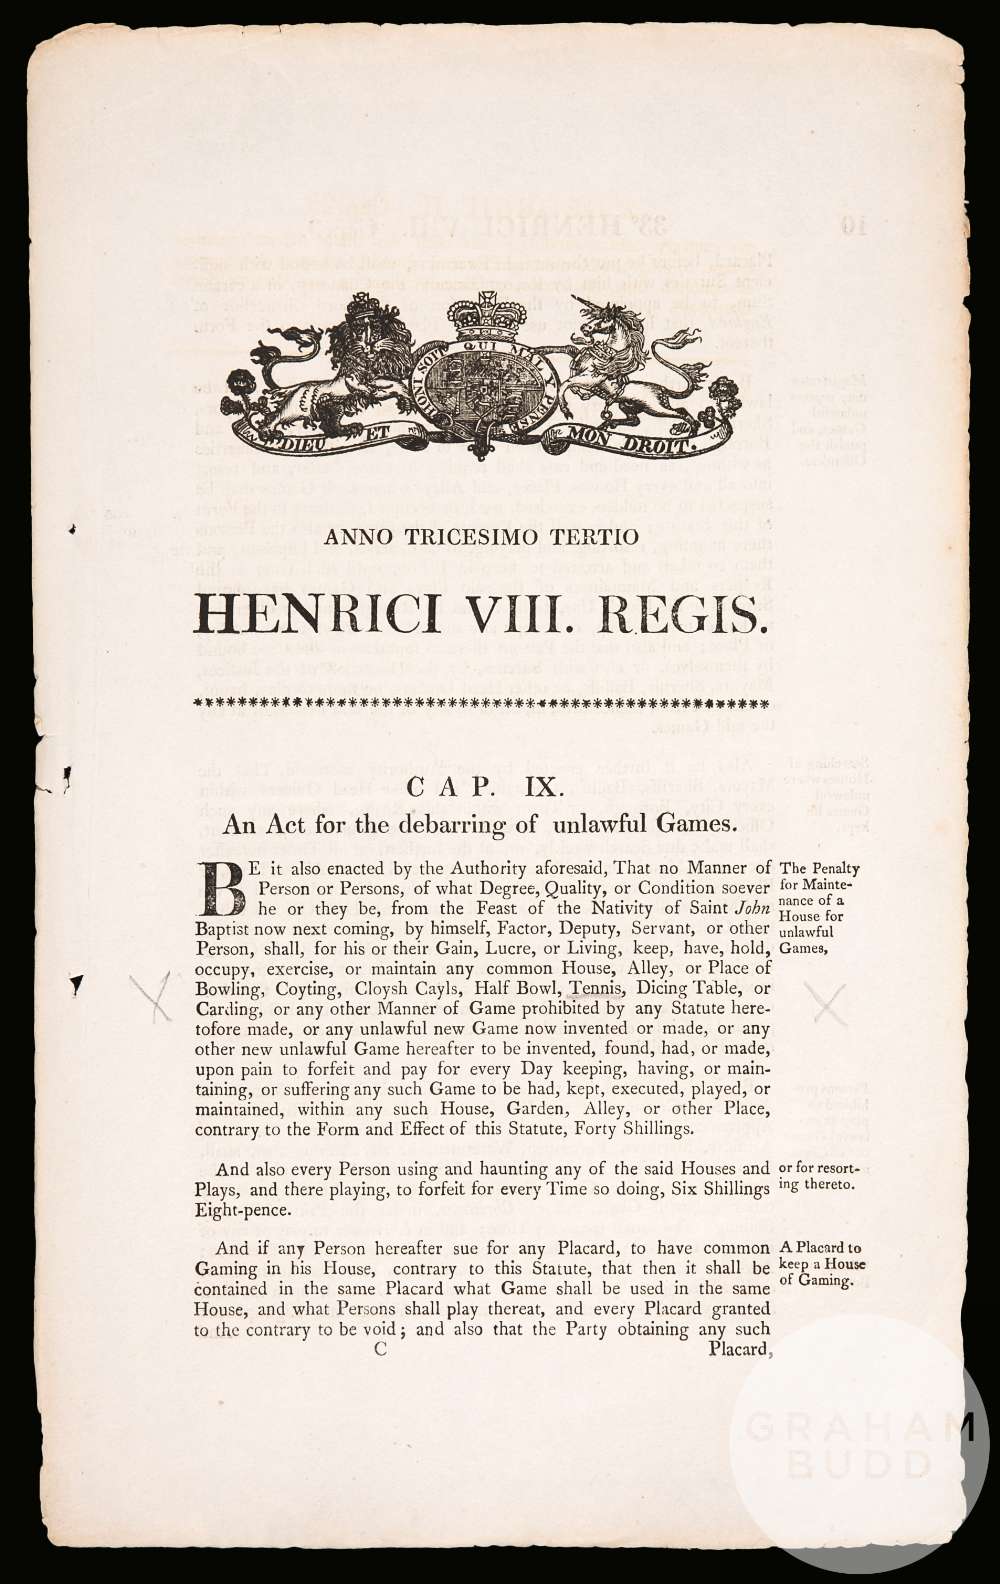 HONI SOIT QUI MAL Y PENSE
DIEU ET MON DROIT.
ANNO TRICESIMO TERTIO
HENRICI VIII. REGIS.
CAP. IX.
An Act for the debarring of unlawful Games.
BE it also enacted by the Authority aforesaid, That no Manner of
Person or Persons, of what Degree, Quality, or Condition soever
he or they be, from the Feast of the Nativity of Saint John
Baptist now next coming, by himself, Factor, Deputy, Servant, or other
Person, shall, for his or their Gain, Lucre, or Living, keep, have, hold,
occupy, exercise, or maintain any common House, Alley, or Place of
Bowling, Coyting, Cloysh Cayls, Half Bowl, Tennis, Dicing Table, or
Carding, or any other Manner of Game prohibited by any Statute here-
tofore made, or any unlawful new Game now invented or made, or any
other new unlawful Game hereafter to be invented, found, had, or made,
upon pain to forfeit and pay for every Day keeping, having, or main-
taining, or suffering any such Game to be had, kept, executed, played, or
maintained, within any such House, Garden, Alley, or other Place,
contrary to the Form and Effect of this Statute, Forty Shillings.
The Penalty
for Mainte-
nance of a
House for
unlawful
Games,
And also every Person using and haunting any of the said Houses and
Plays, and there playing, to forfeit for every Time so doing, Six Shillings
Eight-pence.
or for resort-
ing thereto.
And if any Person hereafter sue for any Placard, to have common
Gaming in his House, contrary to this Statute, that then it shall be
contained in the same Placard what Game shall be used in the same
House, and what Persons shall play thereat, and every Placard granted
to the contrary to be void; and also that the Party obtaining any such
A Placard to
keep a House
of Gaming.
C
Placard,
GRAHAM
BUDD